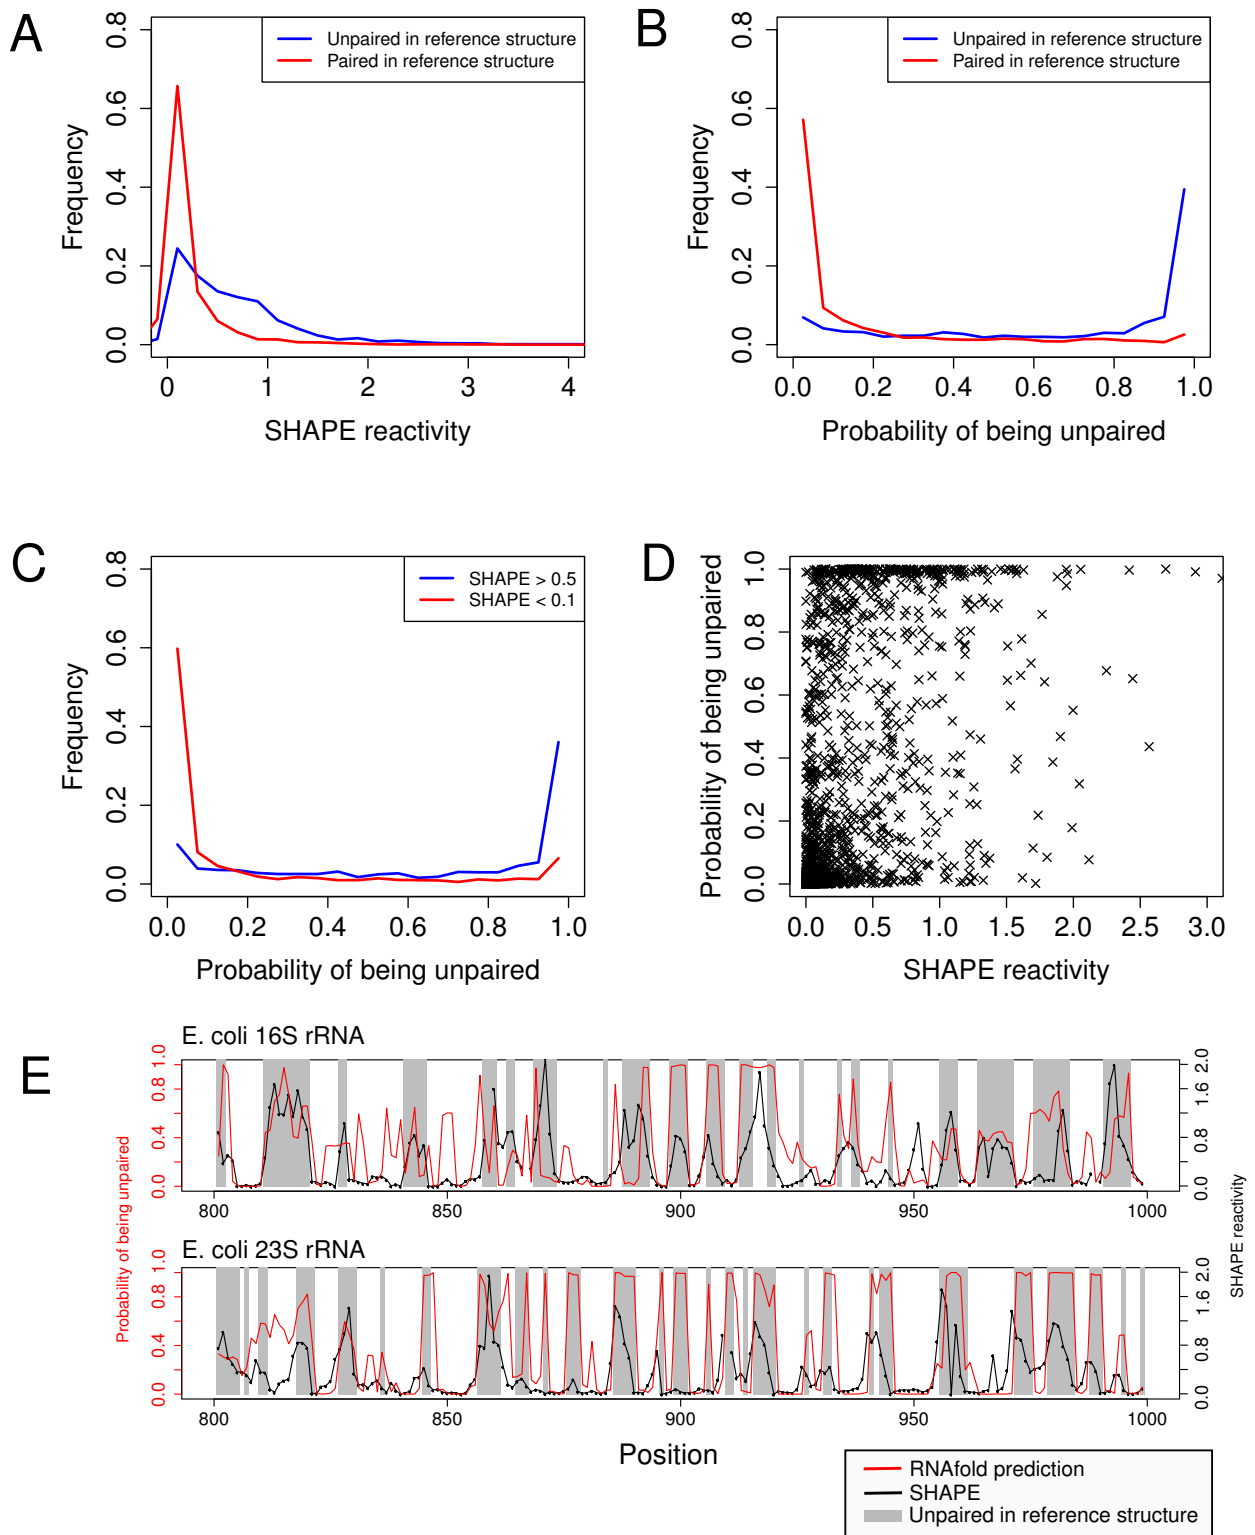 A
Unpaired in reference structure
Paired in reference structure
Frequency
0.0 0.2 0.4 0.6 0.8
0 1 2 3 4
SHAPE reactivity
B
Unpaired in reference structure
Paired in reference structure
Frequency
0.0 0.2 0.4 0.6 0.8
0.0 0.2 0.4 0.6 0.8 1.0
Probability of being unpaired
C
SHAPE > 0.5
SHAPE < 0.1
Frequency
0.0 0.2 0.4 0.6 0.8
0.0 0.2 0.4 0.6 0.8 1.0
Probability of being unpaired
D
Probability of being unpaired
0.0 0.2 0.4 0.6 0.8 1.0
0.0 0.5 1.0 1.5 2.0 2.5 3.0
SHAPE reactivity
E
E. coli 16S rRNA
0.0 0.4 0.8 1.0
0.0 0.8 1.6 2.0
800 850 900 950 1000
Probability of being unpaired
SHAPE reactivity
E. coli 23S rRNA
0.0 0.4 0.8 1.0
0.0 0.8 1.6 2.0
800 850 900 950 1000
Position
RNAfold prediction
SHAPE
Unpaired in reference structure